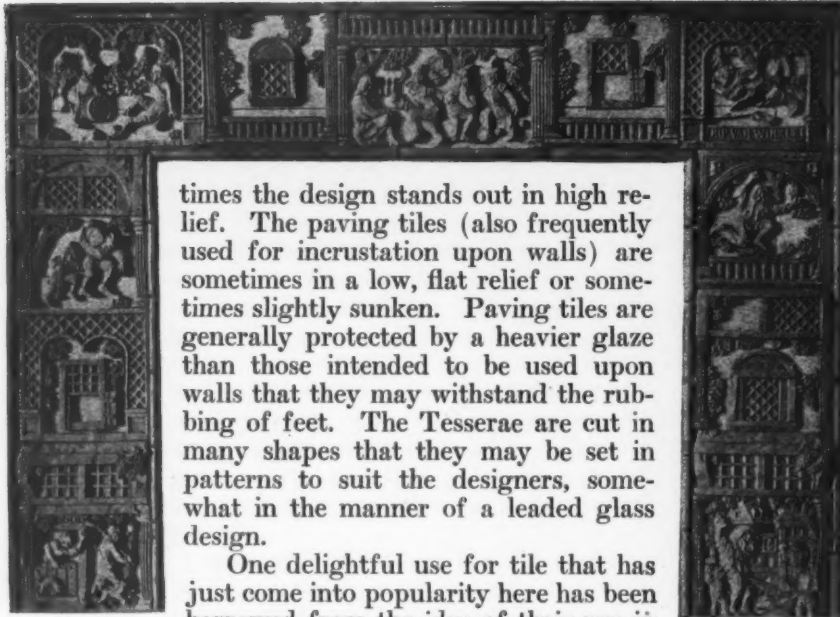 times the design stands out in high re-
lief. The paving tiles (also frequently
used for incrustation upon walls) are
sometimes in a low, flat relief or some-
times slightly sunken. Paving tiles are
generally protected by a heavier glaze
than those intended to be used upon
walls that they may withstand the rub-
bing of feet. The Tesserae are cut in
many shapes that they may be set in
patterns to suit the designers, some-
what in the manner of a leaded glass
design.
One delightful use for tile that has
just come into popularity here has been